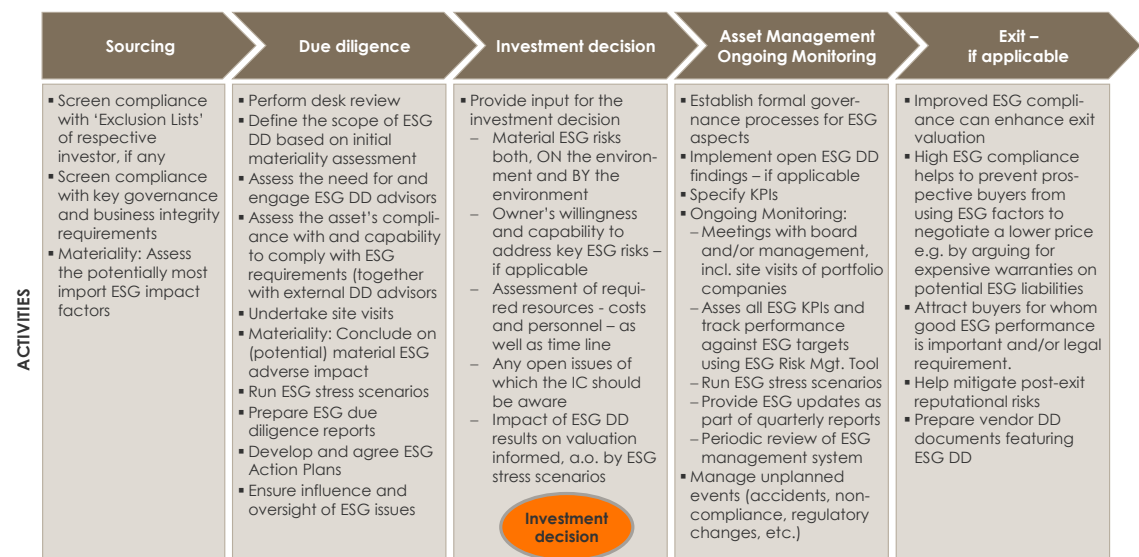 Sourcing
Due diligence
Investment decision
Asset Management
Ongoing Monitoring
Exit –
if applicable
ACTIVITIES
▪ Screen compliance
with ‘Exclusion Lists’
of respective
investor, if any
▪ Screen compliance
with key governance
and business integrity
requirements
▪ Materiality: Assess
the potentially most
import ESG impact
factors
▪ Perform desk review
▪ Define the scope of ESG
DD based on initial
materiality assessment
▪ Assess the need for and
engage ESG DD advisors
▪ Assess the asset’s compli-
ance with and capability
to comply with ESG
requirements (together
with external DD advisors
▪ Undertake site visits
▪ Materiality: Conclude on
(potential) material ESG
adverse impact
▪ Run ESG stress scenarios
▪ Prepare ESG due
diligence reports
▪ Develop and agree ESG
Action Plans
▪ Ensure influence and
oversight of ESG issues
▪ Provide input for the
investment decision
– Material ESG risks
both, ON the environ-
ment and BY the
environment
– Owner’s willingness
and capability to
address key ESG risks –
if applicable
– Assessment of requi-
red resources - costs
and personnel – as
well as time line
– Any open issues of
which the IC should
be aware
– Impact of ESG DD
results on valuation
informed, a.o. by ESG
stress scenarios
Investment
decision
▪ Establish formal gover-
nance processes for ESG
aspects
▪ Implement open ESG DD
findings – if applicable
▪ Specify KPIs
▪ Ongoing Monitoring:
– Meetings with board
and/or management,
incl. site visits of portfolio
companies
– Asses all ESG KPIs and
track performance
against ESG targets
using ESG Risk Mgt. Tool
– Run ESG stress scenarios
– Provide ESG updates as
part of quarterly reports
– Periodic review of ESG
management system
▪ Manage unplanned
events (accidents, non-
compliance, regulatory
changes, etc.)
▪ Improved ESG compli-
ance can enhance exit
valuation
▪ High ESG compliance
helps to prevent pros-
pective buyers from
using ESG factors to
negotiate a lower price
e.g. by arguing for
expensive warranties on
potential ESG liabilities
▪ Attract buyers for whom
good ESG performance
is important and/or legal
requirement.
▪ Help mitigate post-exit
reputational risks
▪ Prepare vendor DD
documents featuring
ESG DD